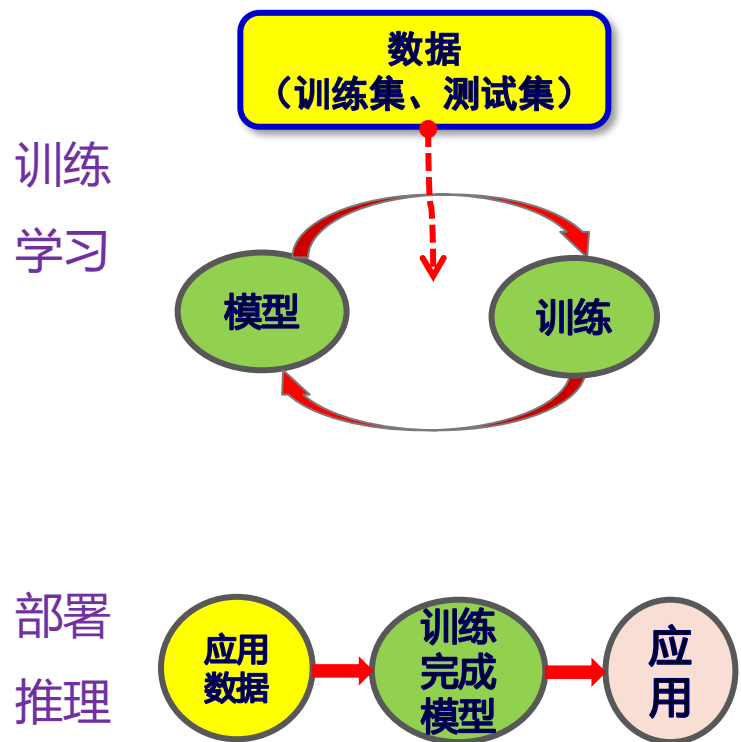 数据
（训练集、测试集）
训练
学习
模型
训练
部署
推理
应用
数据
训练
完成
模型
应
用